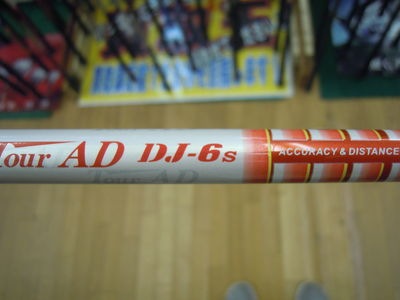 Tour AD DJ-6s ACCURACY & DISTANCE
Tour AD